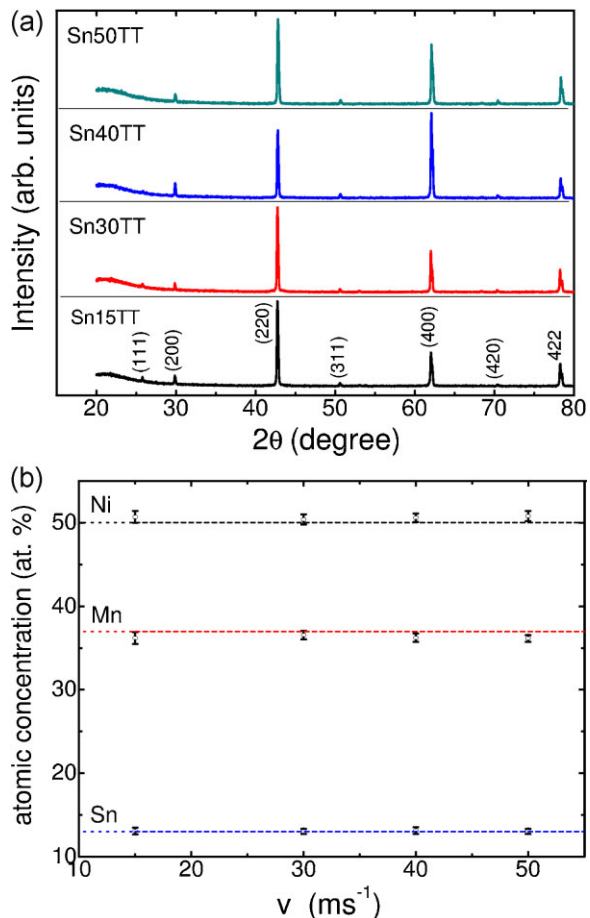 (a)
Sn50TT
Sn40TT
Sn30TT
Sn15TT
(111)
(200)
(220)
(311)
(400)
(420)
422
Intensity (arb. units)
20 30 40 50 60 70 80
2θ (degree)
(b)
Ni
Mn
Sn
50
40
30
20
10
atomic concentration (at. %)
10 20 30 40 50
v (ms⁻¹)